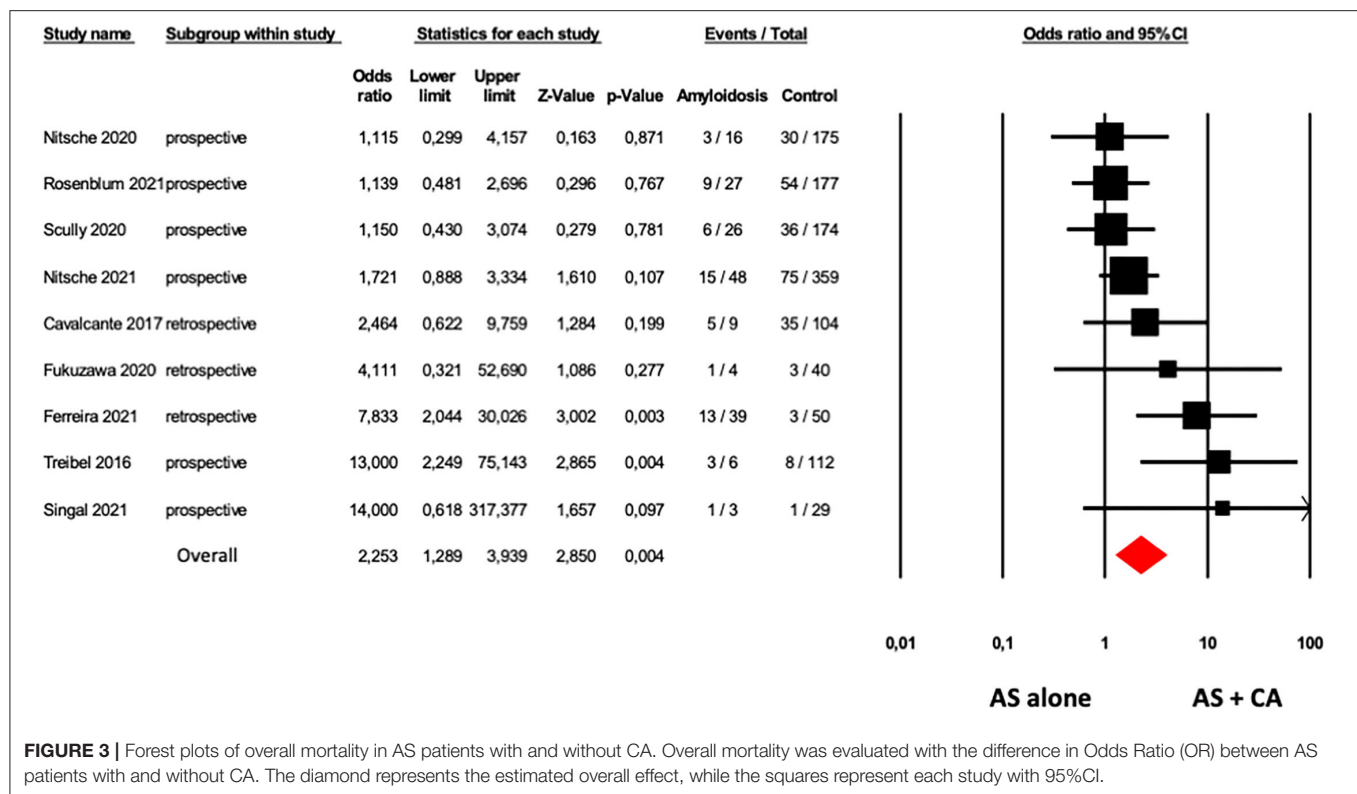 Study name Subgroup within study Statistics for each study Events / Total Odds ratio and 95%CI
Odds Lower Upper
ratio limit limit Z-Value p-Value Amyloidosis Control
Nitsche 2020 prospective 1,115 0,299 4,157 0,163 0,871 3 / 16 30 / 175
Rosenblum 2021 prospective 1,139 0,481 2,696 0,296 0,767 9 / 27 54 / 177
Scully 2020 prospective 1,150 0,430 3,074 0,279 0,781 6 / 26 36 / 174
Nitsche 2021 prospective 1,721 0,888 3,334 1,610 0,107 15 / 48 75 / 359
Cavalcante 2017 retrospective 2,464 0,622 9,759 1,284 0,199 5 / 9 35 / 104
Fukuzawa 2020 retrospective 4,111 0,321 52,690 1,086 0,277 1 / 4 3 / 40
Ferreira 2021 retrospective 7,833 2,044 30,026 3,002 0,003 13 / 39 3 / 50
Treibel 2016 prospective 13,000 2,249 75,143 2,865 0,004 3 / 6 8 / 112
Singal 2021 prospective 14,000 0,618 317,377 1,657 0,097 1 / 3 1 / 29
Overall 2,253 1,289 3,939 2,850 0,004
0,01 0,1 1 10 100
AS alone AS + CA
FIGURE 3 | Forest plots of overall mortality in AS patients with and without CA. Overall mortality was evaluated with the difference in Odds Ratio (OR) between AS
patients with and without CA. The diamond represents the estimated overall effect, while the squares represent each study with 95%CI.